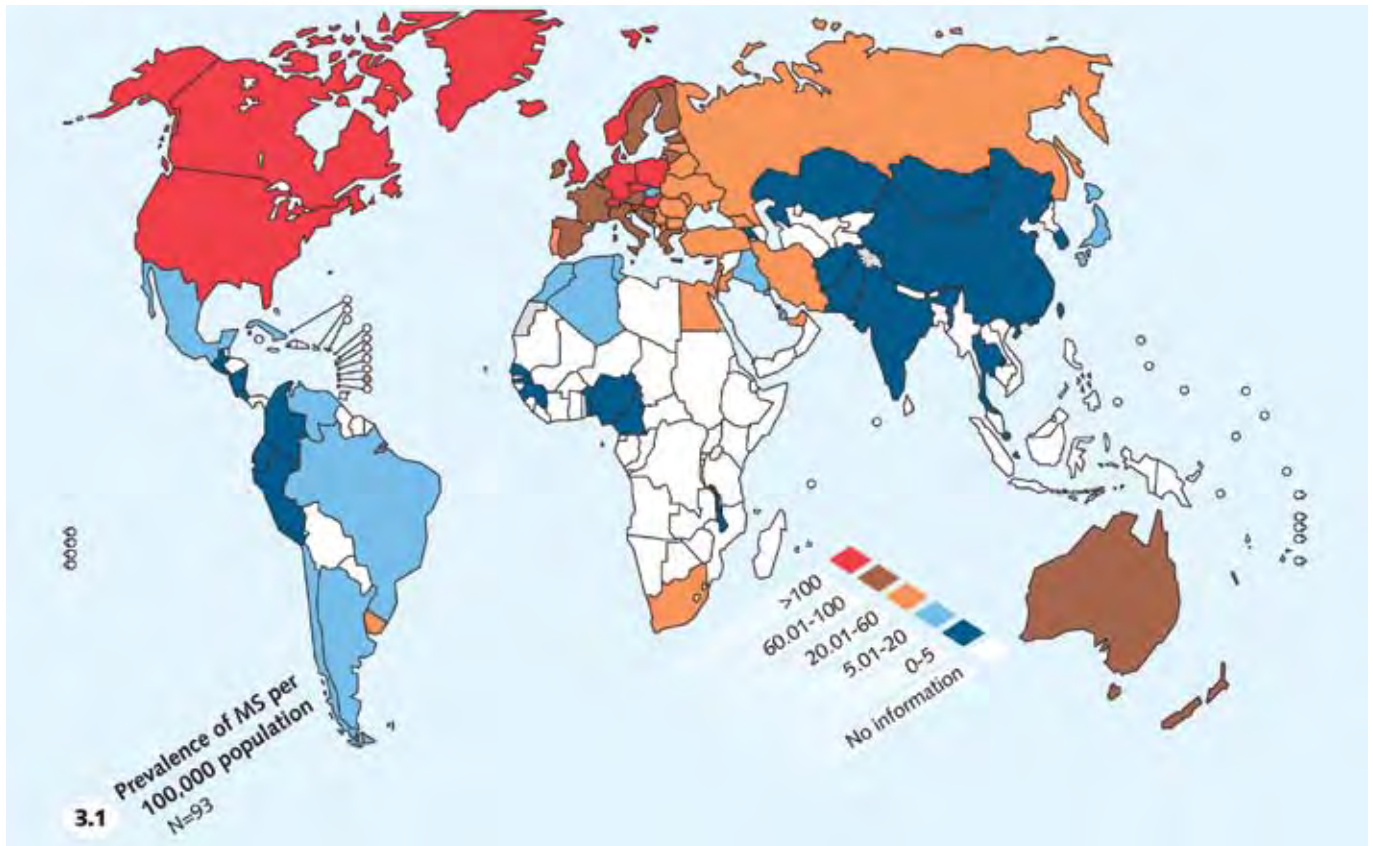 >100
60.01-100
20.01-60
5.01-20
0-5
No information
Prevalence of MS per
100,000 population
N=93
3.1